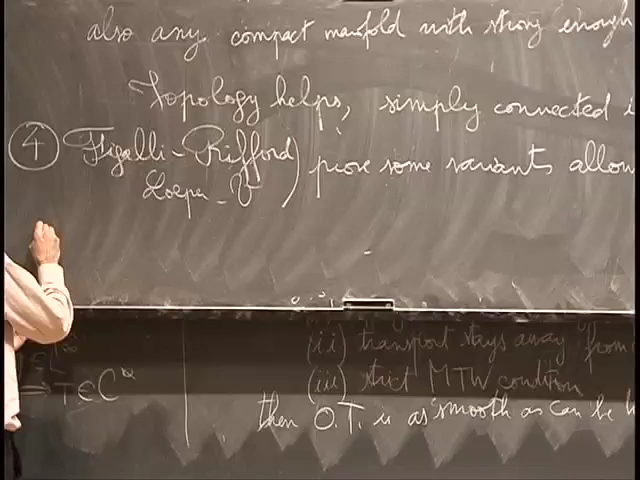 also any compact manifold with strong enough
Topology helps, simply connected i
④ Figalli - Rifford) prove some variants allow
Loeper - V
(ii) transport stays away from
(iii) strict MTW condition
⇒ T ∈ C^α
then O.T. is as smooth as can be h